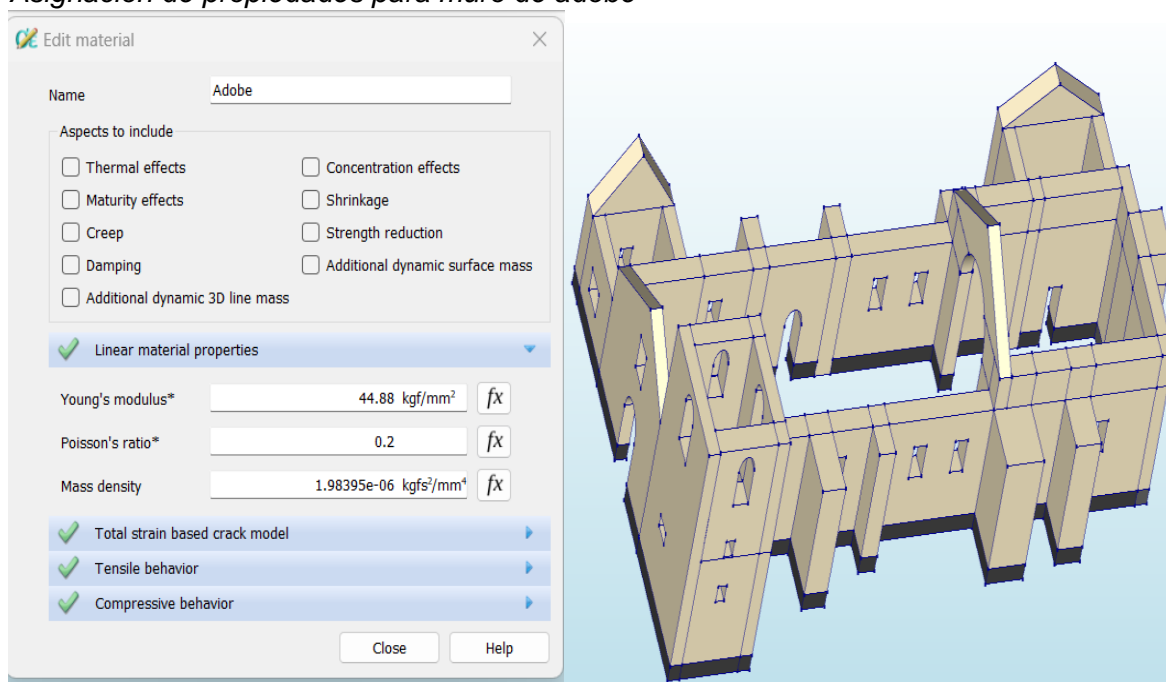 Asignación de propiedades para muro de adobe
Edit material
Name Adobe
Aspects to include
Thermal effects Concentration effects
Maturity effects Shrinkage
Creep Strength reduction
Damping Additional dynamic surface mass
Additional dynamic 3D line mass
Linear material properties
Young's modulus* 44.88 kgf/mm² fx
Poisson's ratio* 0.2 fx
Mass density 1.98395e-06 kgfs²/mm⁴ fx
Total strain based crack model
Tensile behavior
Compressive behavior
Close Help